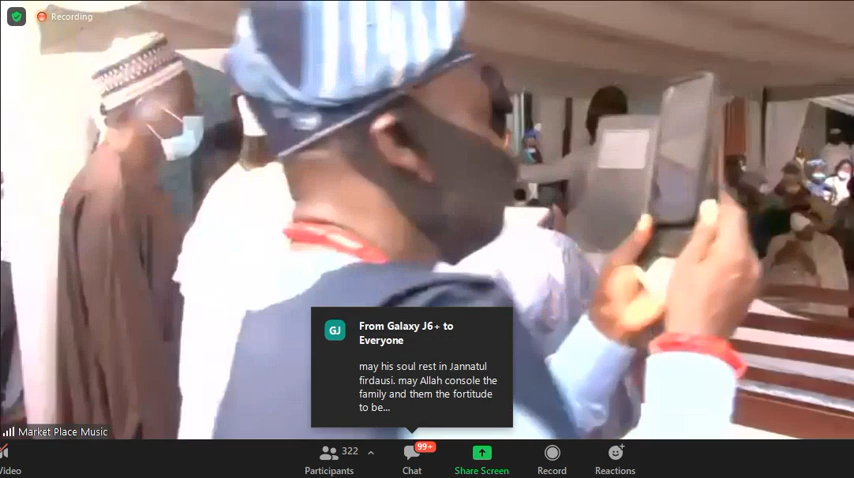 Recording
GJ
From Galaxy J6+ to
Everyone
may his soul rest in Jannatul
firdausi. may Allah console the
family and them the fortitude
to be...
Market Place Music
Video
322
99+
Participants
Chat
Share Screen
Record
Reactions